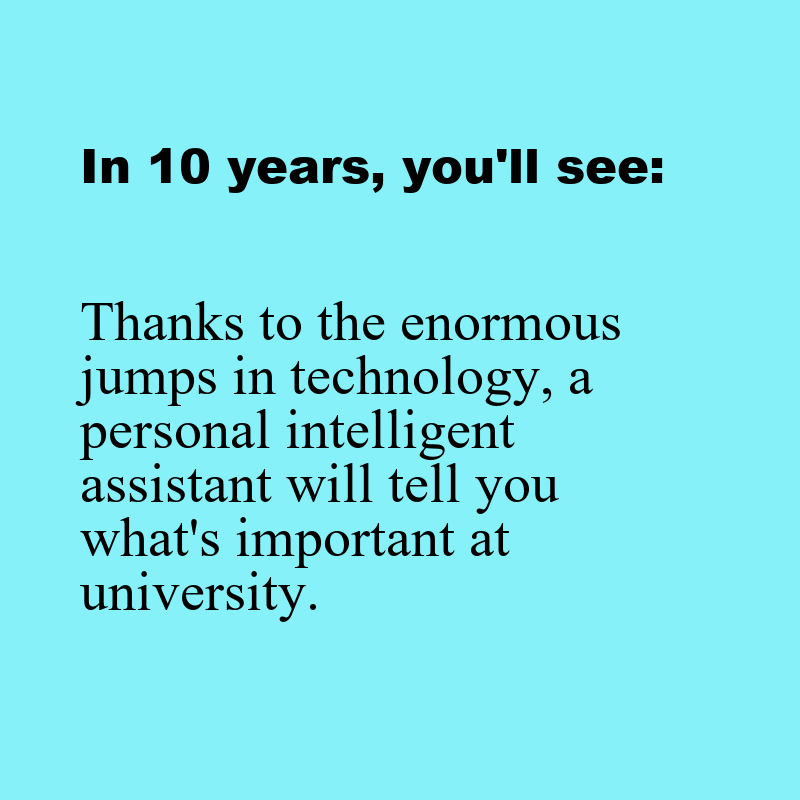 In 10 years, you'll see:
Thanks to the enormous
jumps in technology, a
personal intelligent
assistant will tell you
what's important at
university.